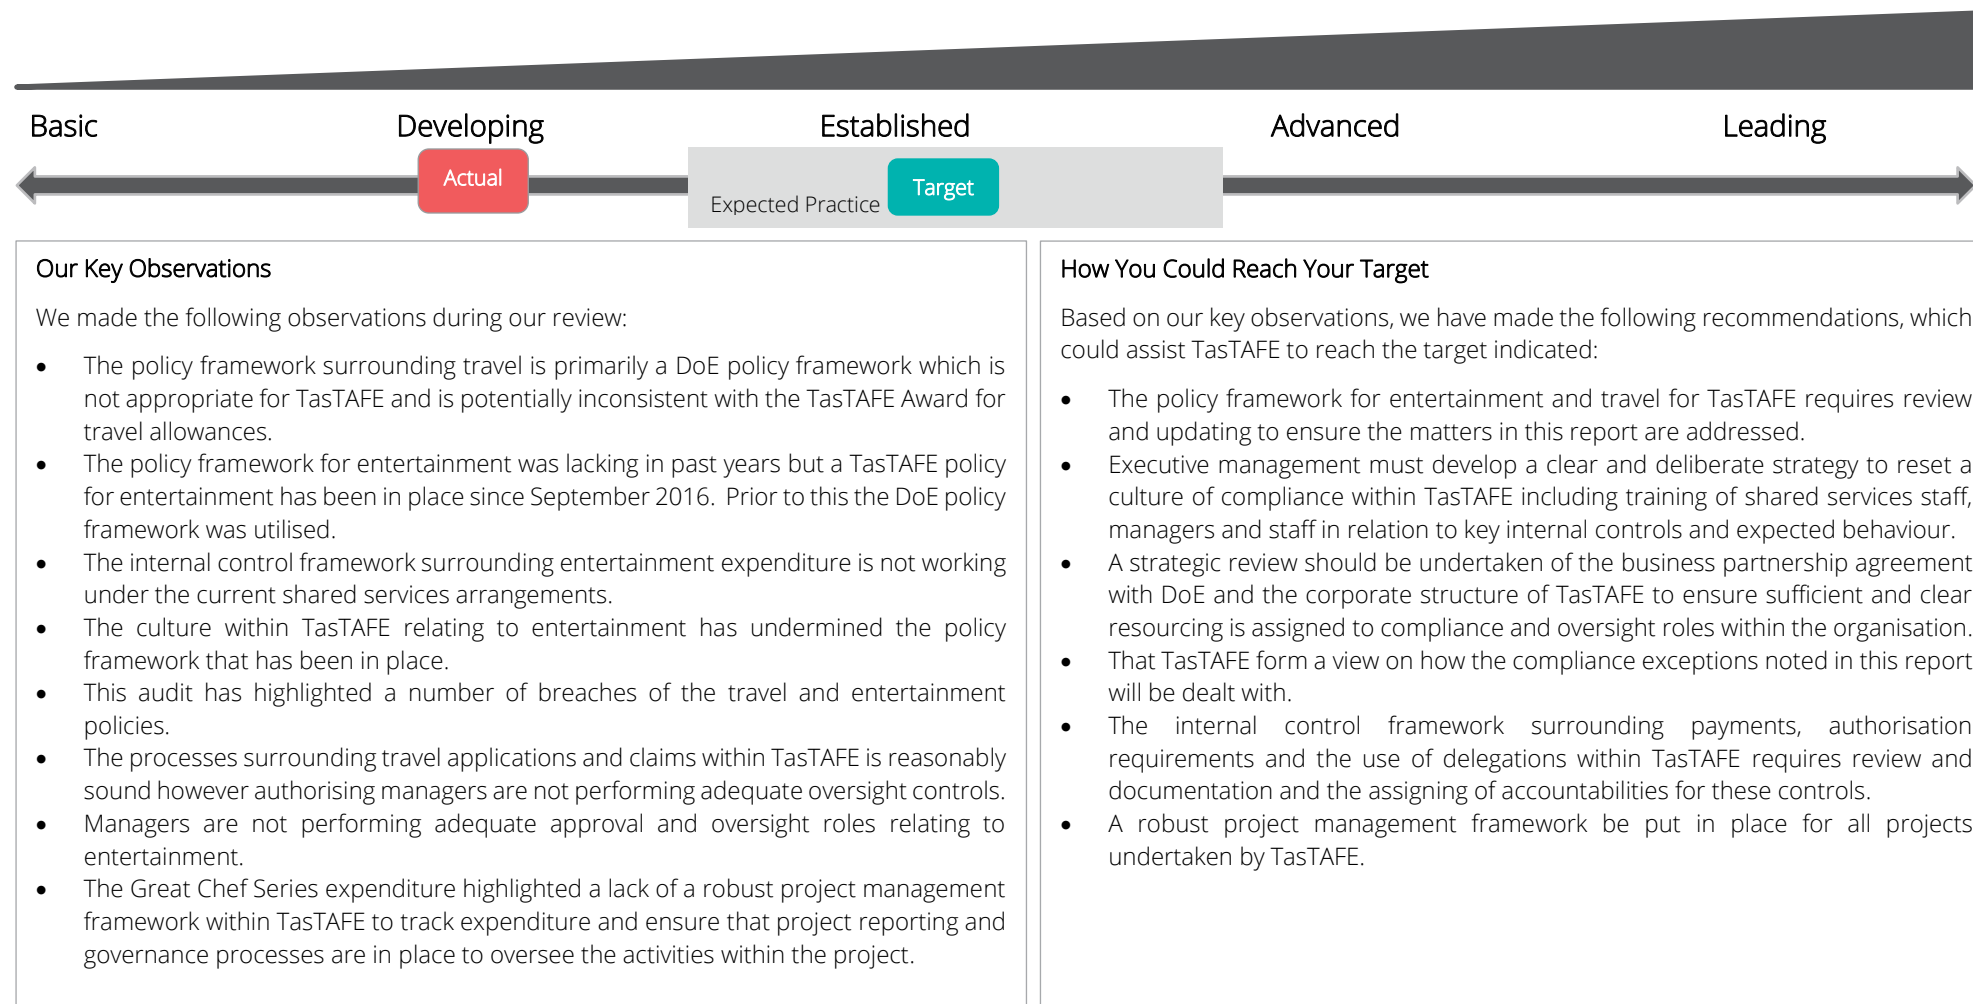 Basic
Developing
Established
Advanced
Leading
Actual
Expected Practice
Target
Our Key Observations
We made the following observations during our review:
• The policy framework surrounding travel is primarily a DoE policy framework which is
not appropriate for TasTAFE and is potentially inconsistent with the TasTAFE Award for
travel allowances.
• The policy framework for entertainment was lacking in past years but a TasTAFE policy
for entertainment has been in place since September 2016.  Prior to this the DoE policy
framework was utilised.
• The internal control framework surrounding entertainment expenditure is not working
under the current shared services arrangements.
• The culture within TasTAFE relating to entertainment has undermined the policy
framework that has been in place.
• This audit has highlighted a number of breaches of the travel and entertainment
policies.
• The processes surrounding travel applications and claims within TasTAFE is reasonably
sound however authorising managers are not performing adequate oversight controls.
• Managers are not performing adequate approval and oversight roles relating to
entertainment.
• The Great Chef Series expenditure highlighted a lack of a robust project management
framework within TasTAFE to track expenditure and ensure that project reporting and
governance processes are in place to oversee the activities within the project.
How You Could Reach Your Target
Based on our key observations, we have made the following recommendations, which
could assist TasTAFE to reach the target indicated:
• The policy framework for entertainment and travel for TasTAFE requires review
and updating to ensure the matters in this report are addressed.
• Executive management must develop a clear and deliberate strategy to reset a
culture of compliance within TasTAFE including training of shared services staff,
managers and staff in relation to key internal controls and expected behaviour.
• A strategic review should be undertaken of the business partnership agreement
with DoE and the corporate structure of TasTAFE to ensure sufficient and clear
resourcing is assigned to compliance and oversight roles within the organisation.
• That TasTAFE form a view on how the compliance exceptions noted in this report
will be dealt with.
• The internal control framework surrounding payments, authorisation
requirements and the use of delegations within TasTAFE requires review and
documentation and the assigning of accountabilities for these controls.
• A robust project management framework be put in place for all projects
undertaken by TasTAFE.